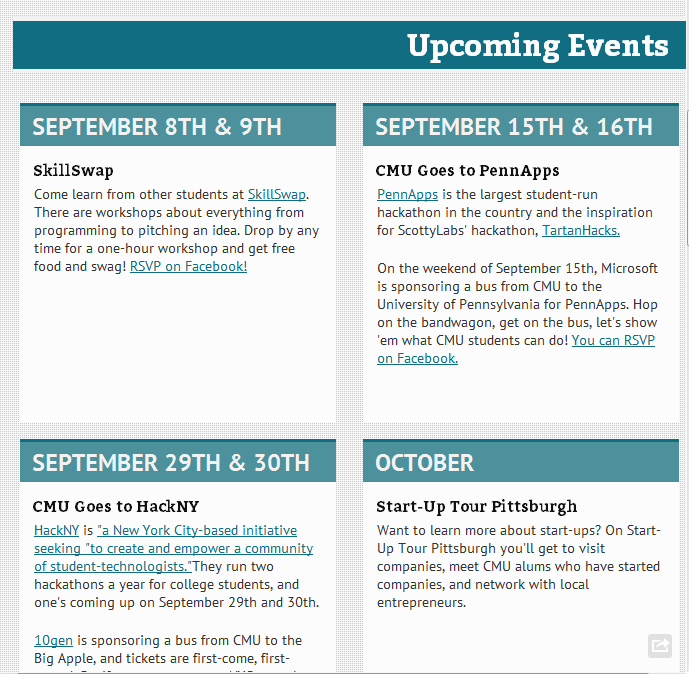 Upcoming Events
SEPTEMBER 8TH & 9TH
SkillSwap
Come learn from other students at SkillSwap.
There are workshops about everything from
programming to pitching an idea. Drop by any
time for a one-hour workshop and get free
food and swag! RSVP on Facebook!
SEPTEMBER 15TH & 16TH
CMU Goes to PennApps
PennApps is the largest student-run
hackathon in the country and the inspiration
for ScottyLabs' hackathon, TartanHacks.
On the weekend of September 15th, Microsoft
is sponsoring a bus from CMU to the
University of Pennsylvania for PennApps. Hop
on the bandwagon, get on the bus, let's show
'em what CMU students can do! You can RSVP
on Facebook.
SEPTEMBER 29TH & 30TH
CMU Goes to HackNY
HackNY is "a New York City-based initiative
seeking "to create and empower a community
of student-technologists."They run two
hackathons a year for college students, and
one's coming up on September 29th and 30th.
10gen is sponsoring a bus from CMU to the
Big Apple, and tickets are first-come, first-
OCTOBER
Start-Up Tour Pittsburgh
Want to learn more about start-ups? On Start-
Up Tour Pittsburgh you'll get to visit
companies, meet CMU alums who have started
companies, and network with local
entrepreneurs.